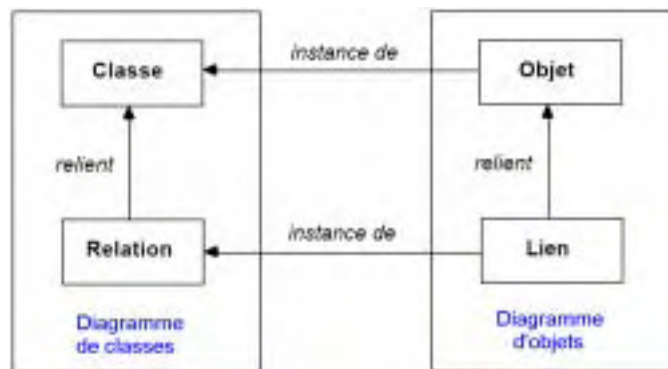 Classe
instance de
Objet
relient
relient
Relation
instance de
Lien
Diagramme
de classes
Diagramme
d'objets